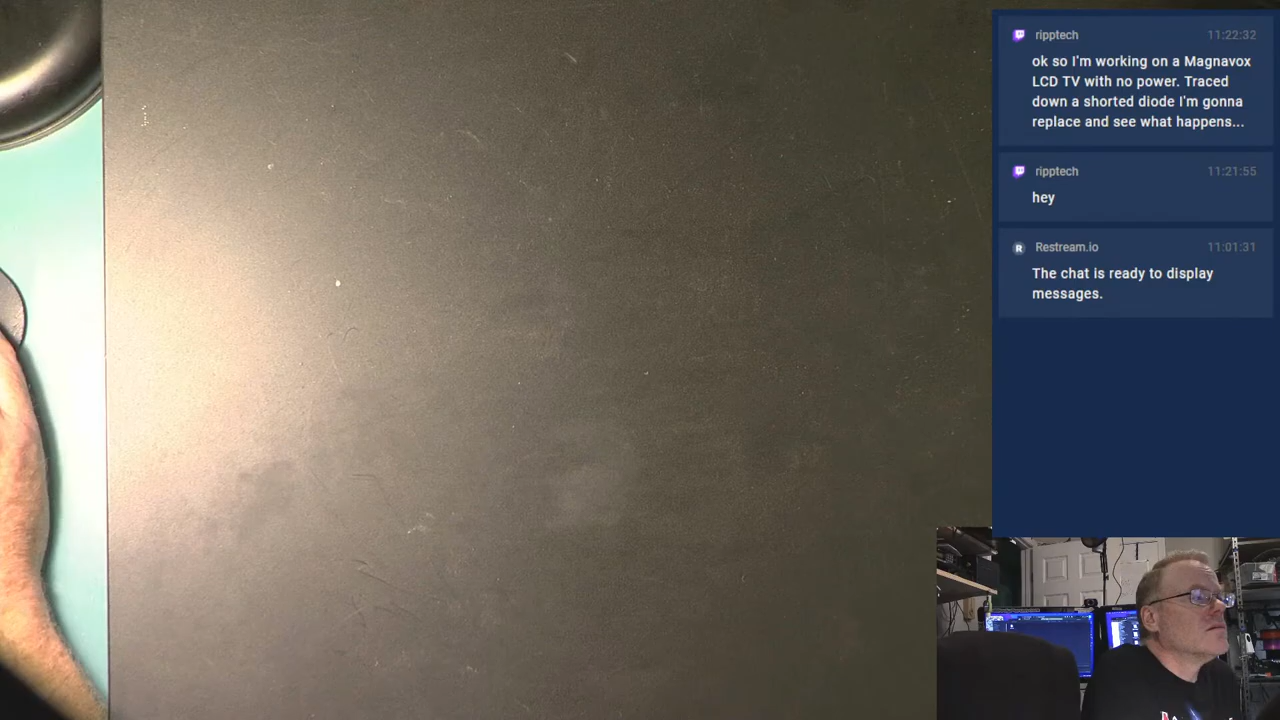 ripptech 11:22:32
ok so I'm working on a Magnavox
LCD TV with no power. Traced
down a shorted diode I'm gonna
replace and see what happens...
ripptech 11:21:55
hey
R Restream.io 11:01:31
The chat is ready to display
messages.